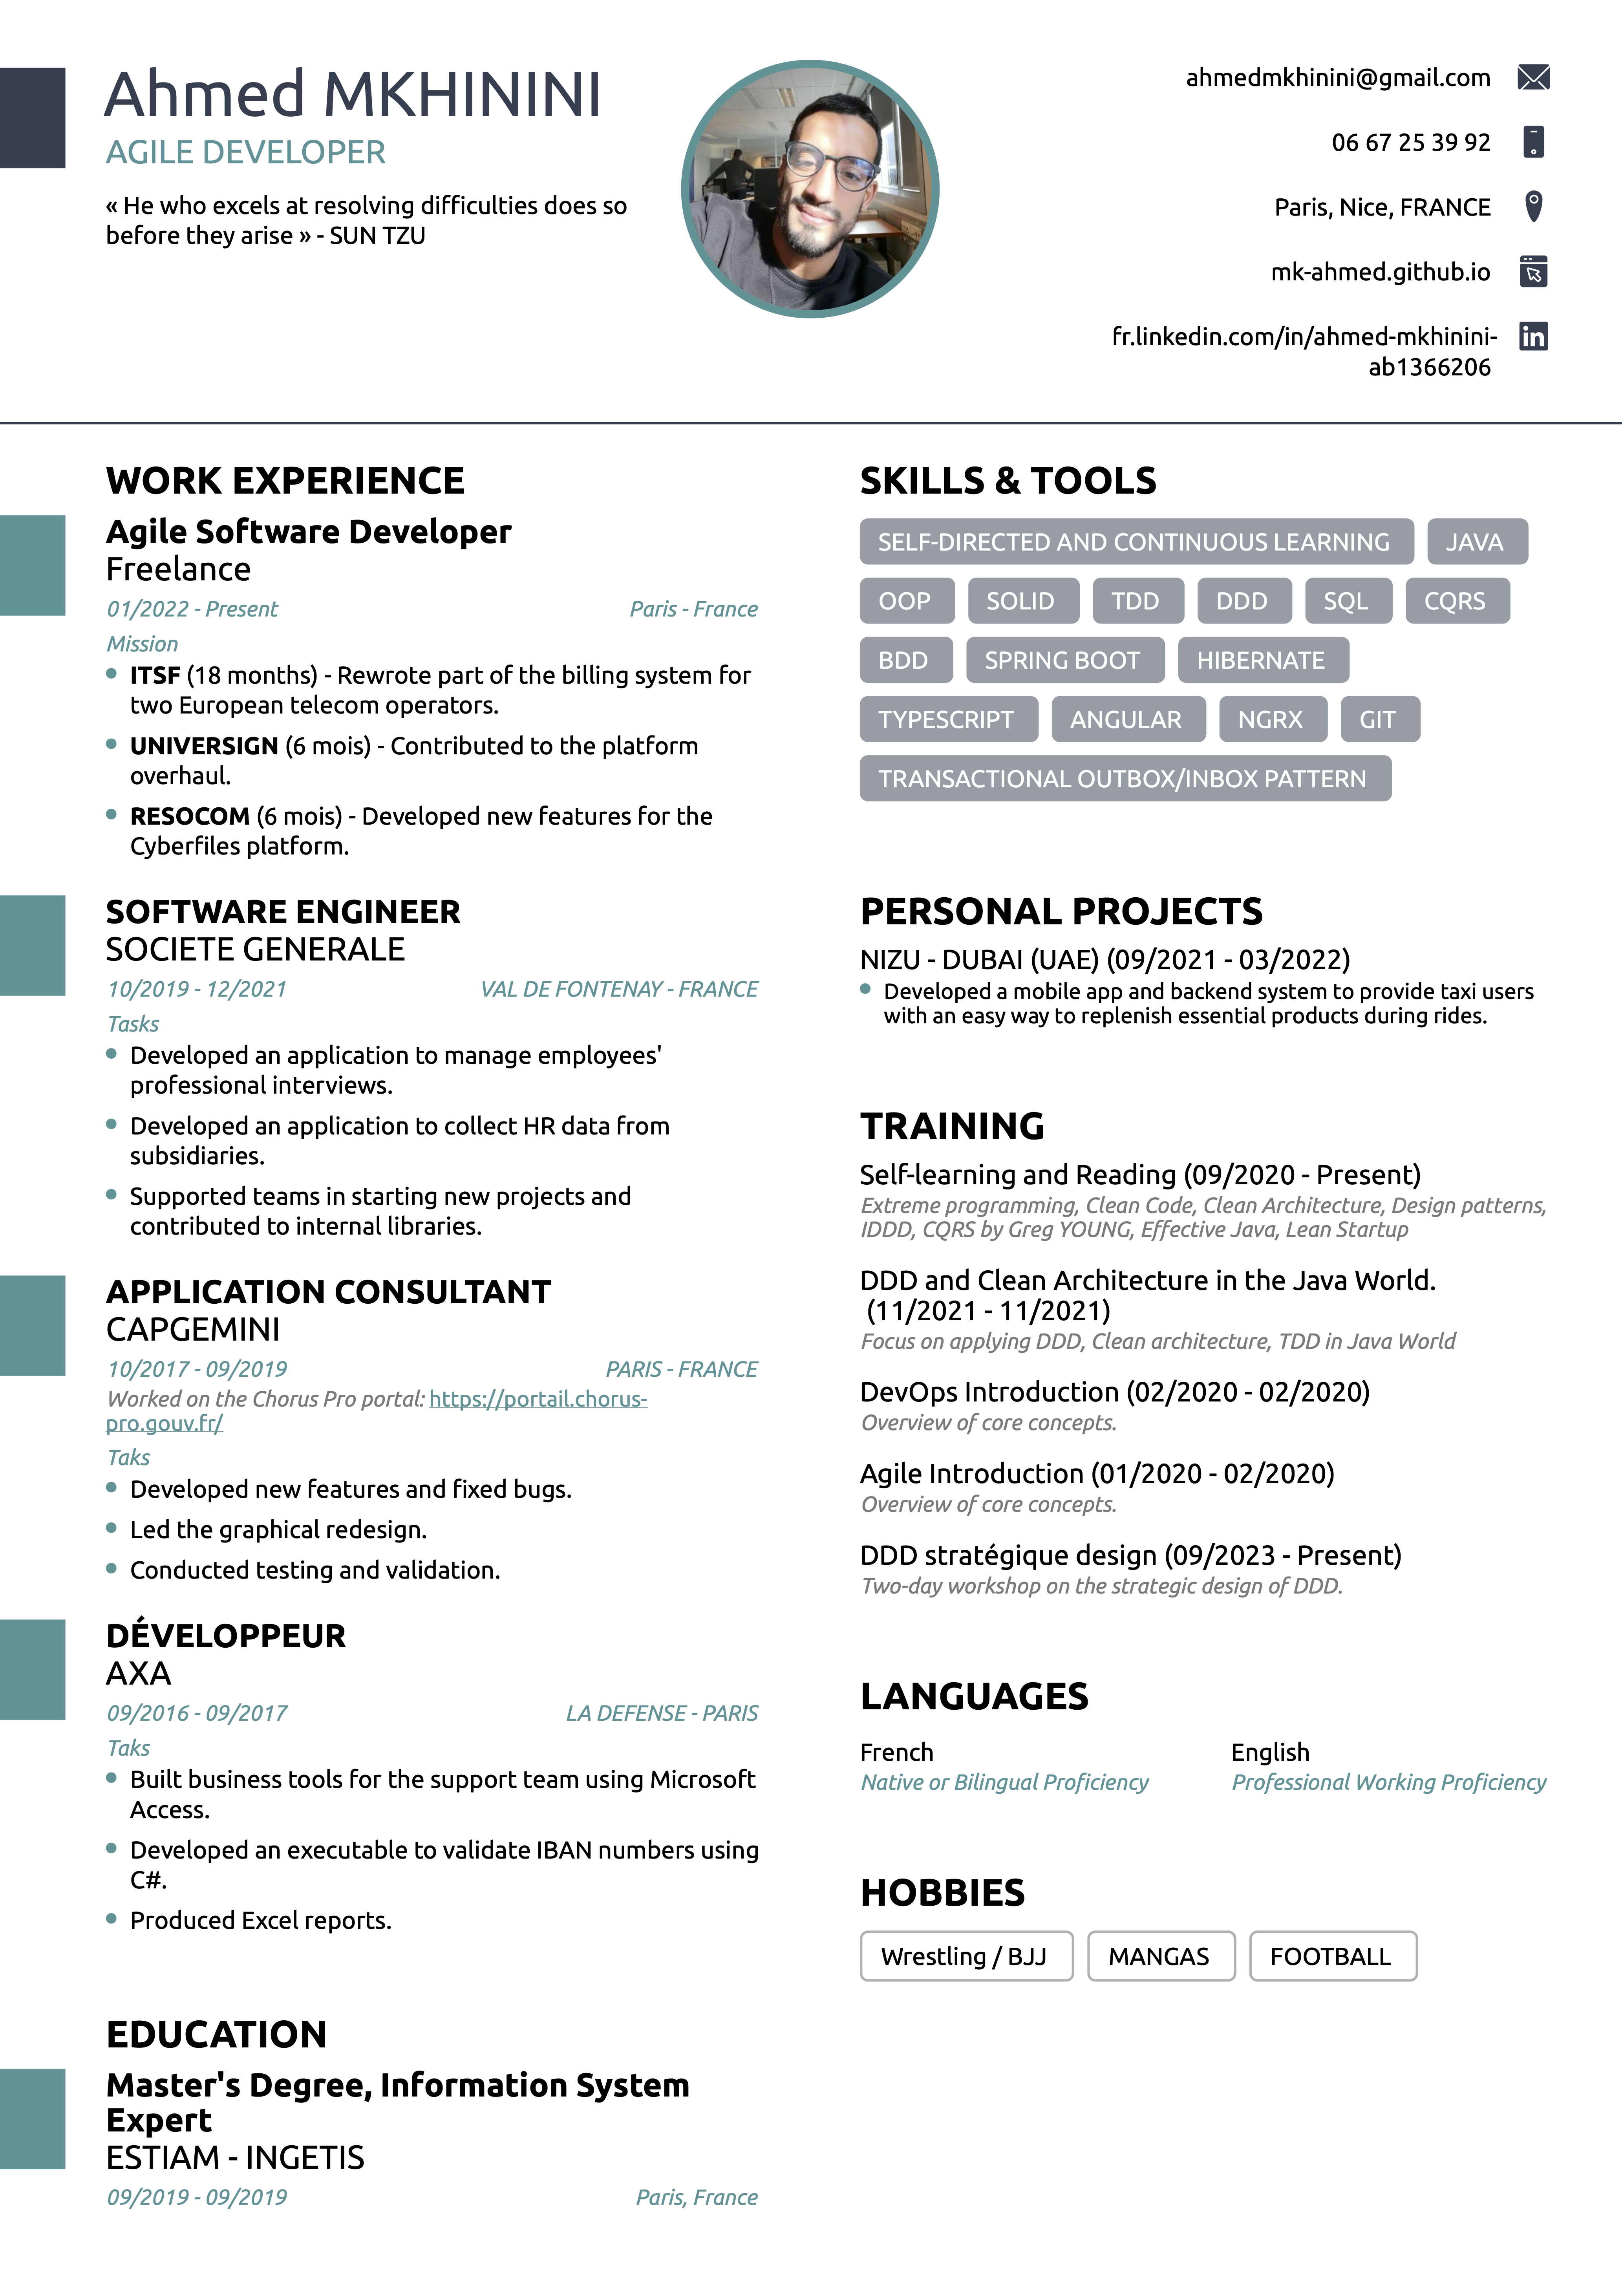 Ahmed MKHININI
AGILE DEVELOPER
« He who excels at resolving difficulties does so
before they arise » - SUN TZU
ahmedmkhinini@gmail.com
06 67 25 39 92
Paris, Nice, FRANCE
mk-ahmed.github.io
fr.linkedin.com/in/ahmed-mkhinini-
ab1366206
in
WORK EXPERIENCE
Agile Software Developer
Freelance
01/2022 - Present Paris - France
Mission
• ITSF (18 months) - Rewrote part of the billing system for
two European telecom operators.
• UNIVERSIGN (6 mois) - Contributed to the platform
overhaul.
• RESOCOM (6 mois) - Developed new features for the
Cyberfiles platform.
SOFTWARE ENGINEER
SOCIETE GENERALE
10/2019 - 12/2021 VAL DE FONTENAY - FRANCE
Tasks
• Developed an application to manage employees'
professional interviews.
• Developed an application to collect HR data from
subsidiaries.
• Supported teams in starting new projects and
contributed to internal libraries.
APPLICATION CONSULTANT
CAPGEMINI
10/2017 - 09/2019 PARIS - FRANCE
Worked on the Chorus Pro portal: https://portail.chorus-
pro.gouv.fr/
Taks
• Developed new features and fixed bugs.
• Led the graphical redesign.
• Conducted testing and validation.
DÉVELOPPEUR
AXA
09/2016 - 09/2017 LA DEFENSE - PARIS
Taks
• Built business tools for the support team using Microsoft
Access.
• Developed an executable to validate IBAN numbers using
C#.
• Produced Excel reports.
EDUCATION
Master's Degree, Information System
Expert
ESTIAM - INGETIS
09/2019 - 09/2019 Paris, France
SKILLS & TOOLS
SELF-DIRECTED AND CONTINUOUS LEARNING JAVA
OOP SOLID TDD DDD SQL CQRS
BDD SPRING BOOT HIBERNATE
TYPESCRIPT ANGULAR NGRX GIT
TRANSACTIONAL OUTBOX/INBOX PATTERN
PERSONAL PROJECTS
NIZU - DUBAI (UAE) (09/2021 - 03/2022)
• Developed a mobile app and backend system to provide taxi users
with an easy way to replenish essential products during rides.
TRAINING
Self-learning and Reading (09/2020 - Present)
Extreme programming, Clean Code, Clean Architecture, Design patterns,
IDDD, CQRS by Greg YOUNG, Effective Java, Lean Startup
DDD and Clean Architecture in the Java World.
(11/2021 - 11/2021)
Focus on applying DDD, Clean architecture, TDD in Java World
DevOps Introduction (02/2020 - 02/2020)
Overview of core concepts.
Agile Introduction (01/2020 - 02/2020)
Overview of core concepts.
DDD stratégique design (09/2023 - Present)
Two-day workshop on the strategic design of DDD.
LANGUAGES
French English
Native or Bilingual Proficiency Professional Working Proficiency
HOBBIES
Wrestling / BJJ MANGAS FOOTBALL